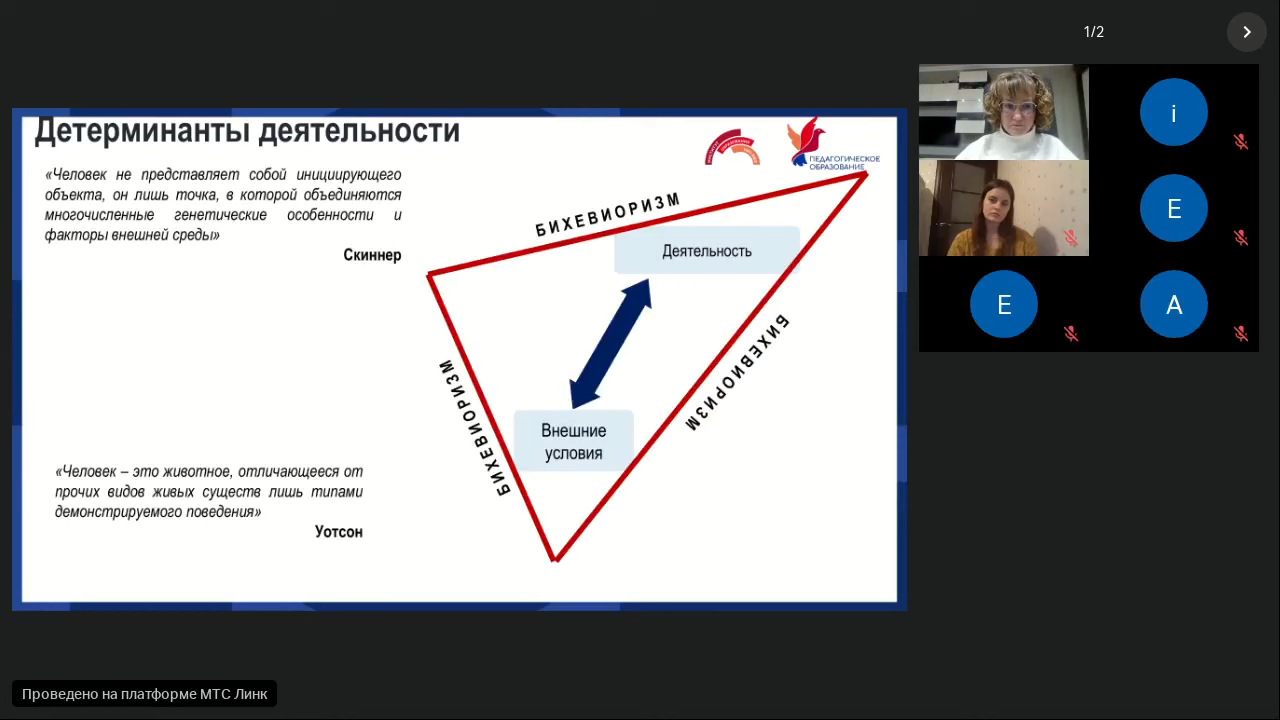 1/2
Детерминанты деятельности
«Человек не представляет собой инициирующего
объекта, он лишь точка, в которой объединяются
многочисленные генетические особенности и
факторы внешней среды»
Скиннер
ПЕДАГОГИЧЕСКОЕ
ОБРАЗОВАНИЕ
БИХЕВИОРИЗМ
Деятельность
БИХЕВИОРИЗМ
БИХЕВИОРИЗМ
Внешние
условия
«Человек – это животное, отличающееся от
прочих видов живых существ лишь типами
демонстрируемого поведения»
Уотсон
i
E
E
A
Проведено на платформе МТС Линк